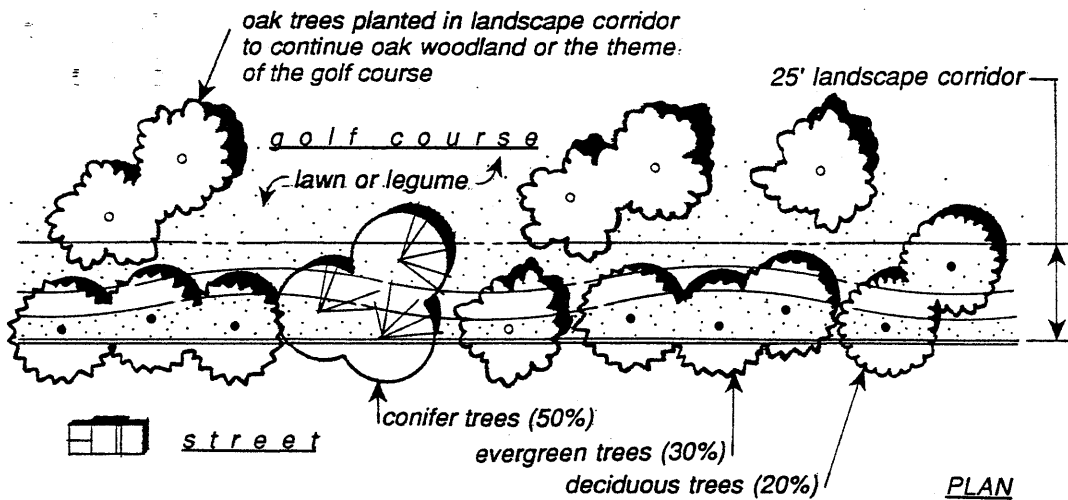 oak trees planted in landscape corridor
to continue oak woodland or the theme
of the golf course
25' landscape corridor
golf course
lawn or legume
conifer trees (50%)
street
evergreen trees (30%)
deciduous trees (20%)
PLAN